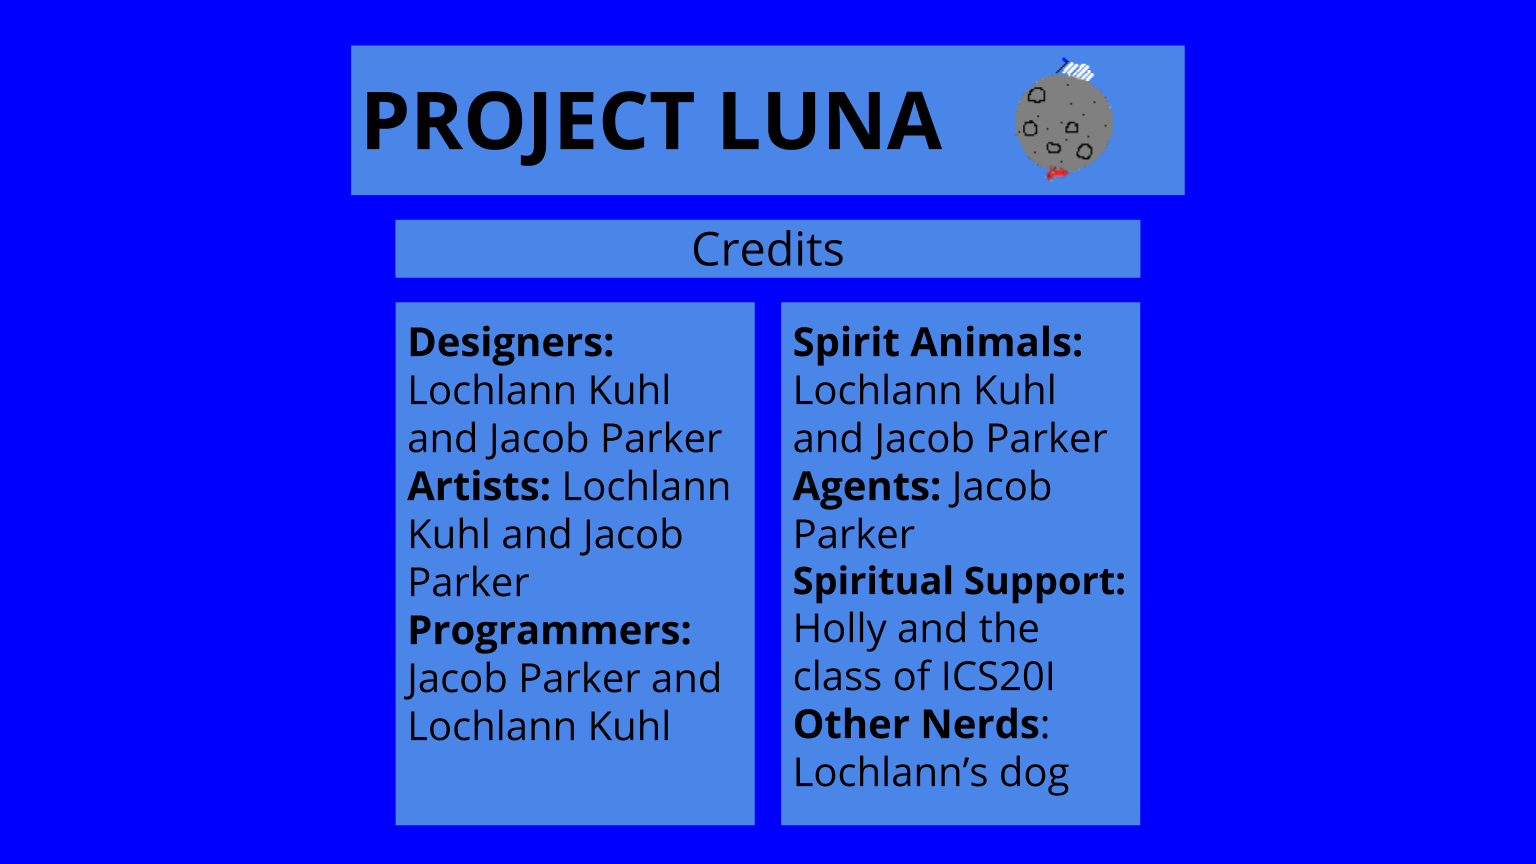 PROJECT LUNA
Credits
Designers:
Lochlann Kuhl
and Jacob Parker
Artists: Lochlann
Kuhl and Jacob
Parker
Programmers:
Jacob Parker and
Lochlann Kuhl
Spirit Animals:
Lochlann Kuhl
and Jacob Parker
Agents: Jacob
Parker
Spiritual Support:
Holly and the
class of ICS20I
Other Nerds:
Lochlann’s dog